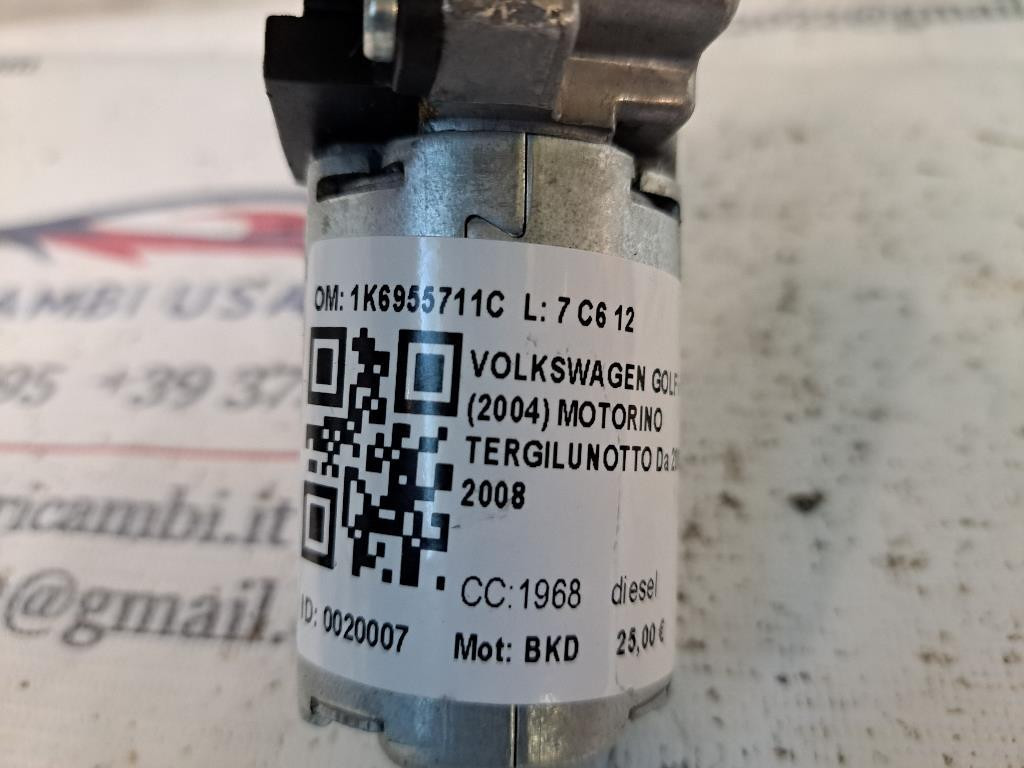 OM: 1K6955711C L: 7 C6 12
VOLKSWAGEN GOLF
(2004) MOTORINO
TERGILUNOTTO Da
2008
CC:1968 diesel
ID: 0020007 Mot: BKD 25,00 €
AMBI USA
95 +39 37
ricambi.it
@gmail.
@gmail